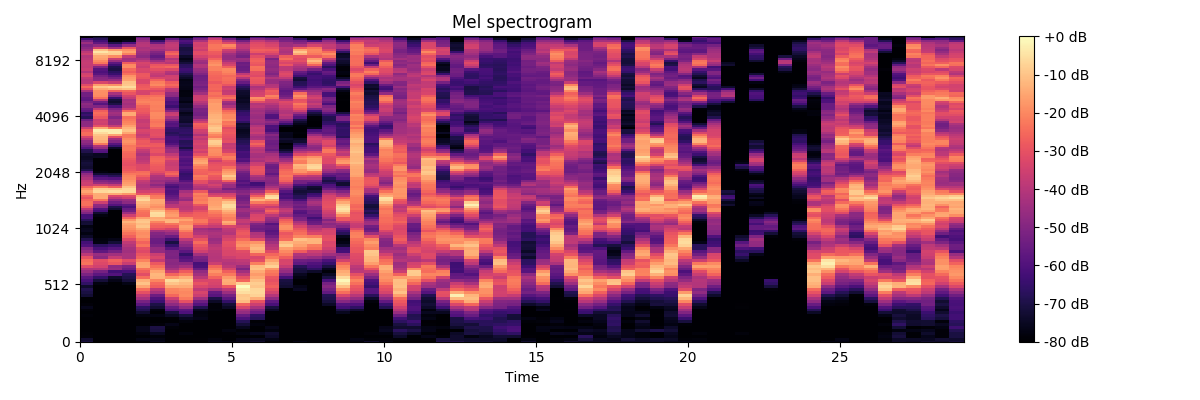 Mel spectrogram
+0 dB
8192
-10 dB
4096
-20 dB
-30 dB
Hz
2048
-40 dB
1024
-50 dB
512
-60 dB
-70 dB
0
-80 dB
0 5 10 15 20 25
Time